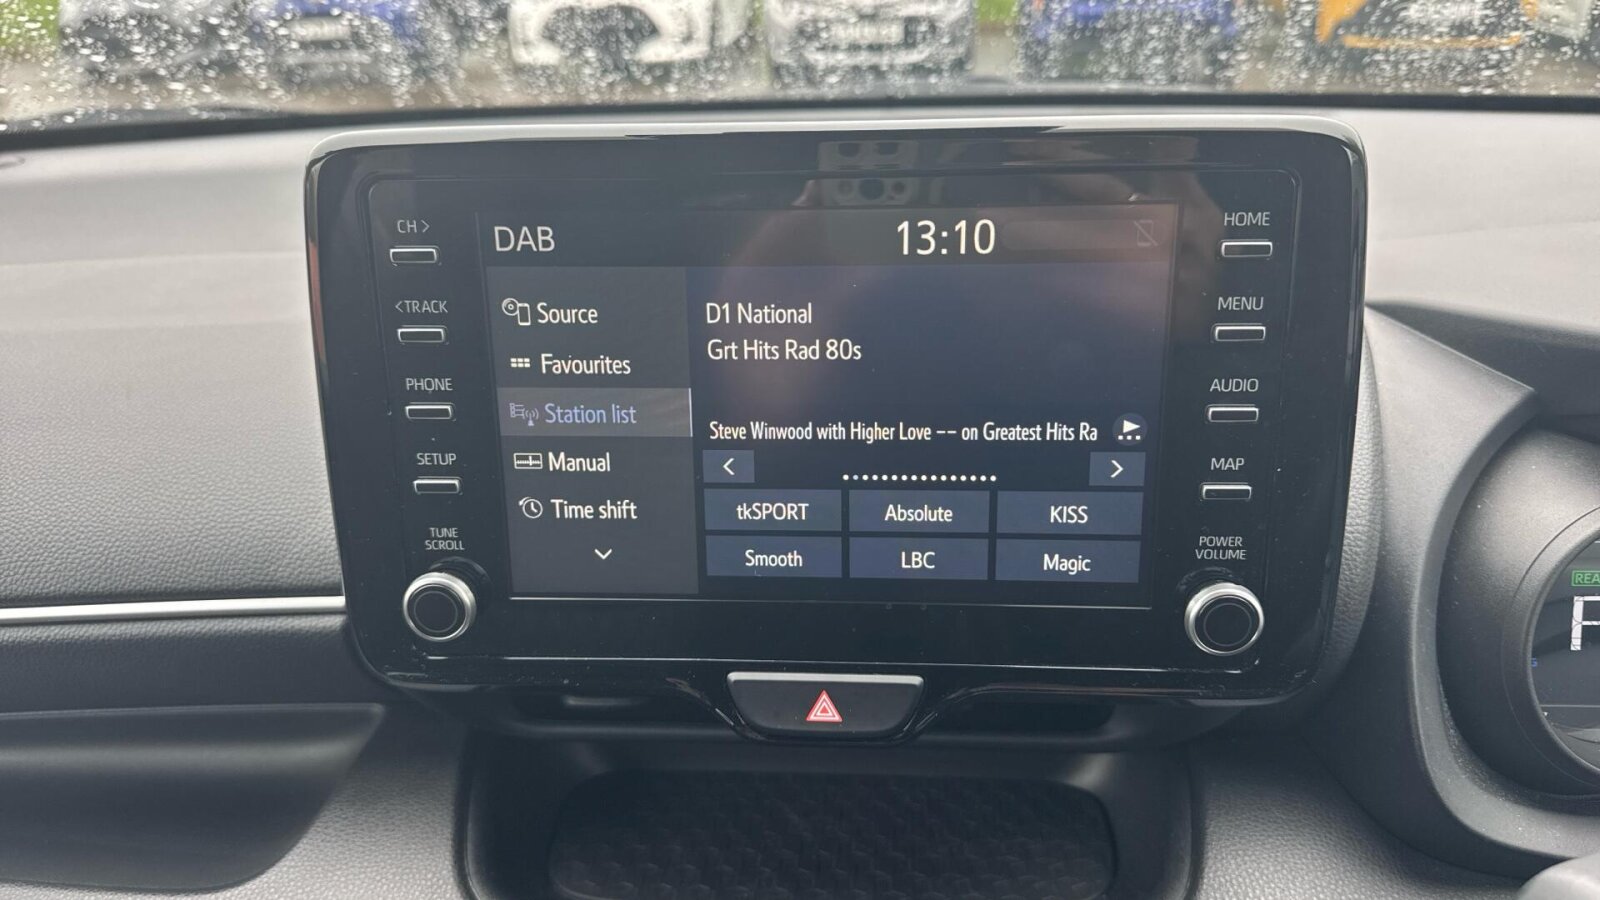 CH >
<TRACK
PHONE
SETUP
TUNE
SCROLL
DAB
13:10
Source
Favourites
Station list
Manual
Time shift
D1 National
Grt Hits Rad 80s
Steve Winwood with Higher Love -- on Greatest Hits Ra
tkSPORT
Absolute
KISS
Smooth
LBC
Magic
HOME
MENU
AUDIO
MAP
POWER
VOLUME
REA